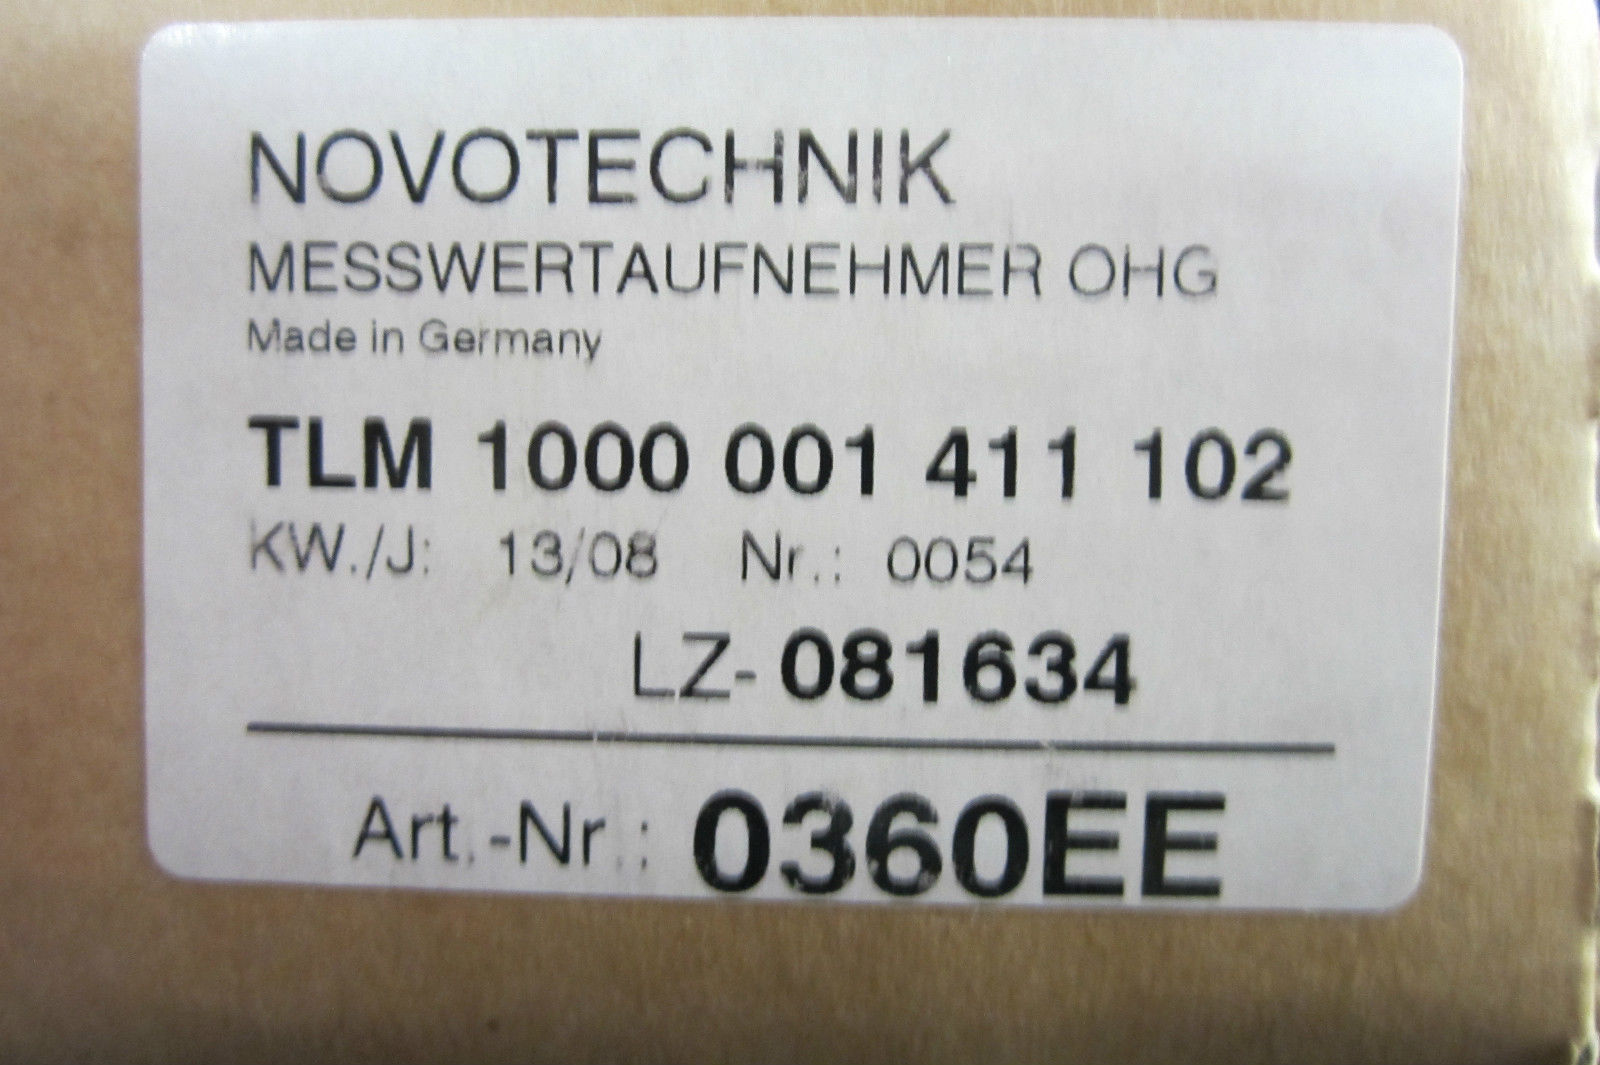 NOVOTECHNIK
MESSWERTAUFNEHMER OHG
Made in Germany
TLM 1000 001 411 102
KW./J: 13/08 Nr.: 0054
LZ-081634
Art.-Nr.: 0360EE